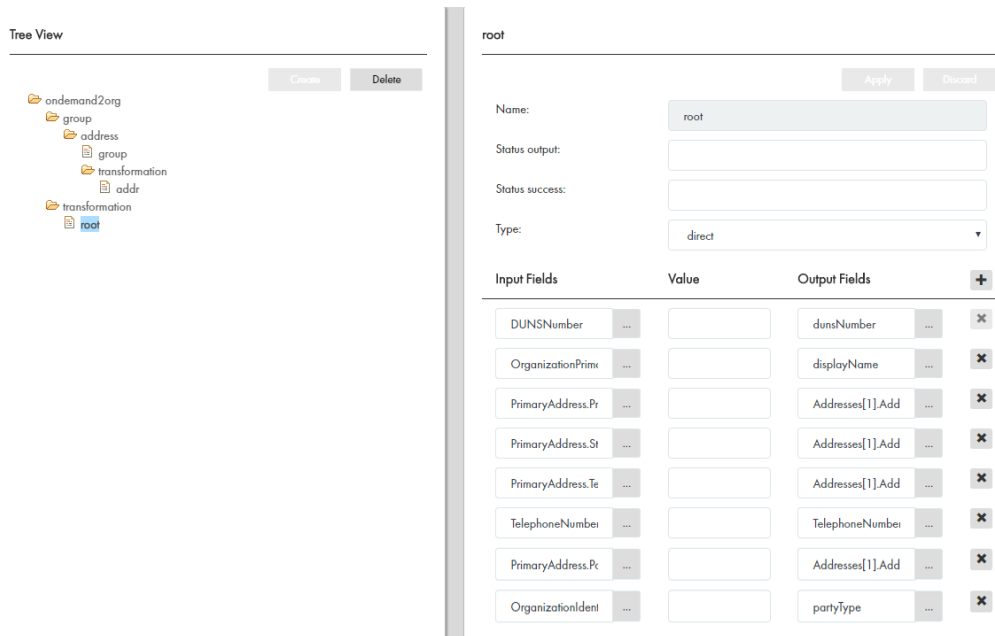 Tree View
Create
Delete
ondemand2org
group
address
group
transformation
addr
transformation
root
root
Apply
Discard
Name:
root
Status output:
Status success:
Type:
direct
Input Fields
Value
Output Fields
+
DUNSNumber
...
dunsNumber
...
OrganizationPrima
...
displayName
...
PrimaryAddress.Pr
...
Addresses[1].Add
...
PrimaryAddress.St
...
Addresses[1].Add
...
PrimaryAddress.Te
...
Addresses[1].Add
...
TelephoneNumber
...
TelephoneNumber
...
PrimaryAddress.Po
...
Addresses[1].Add
...
OrganizationIdent
...
partyType
...